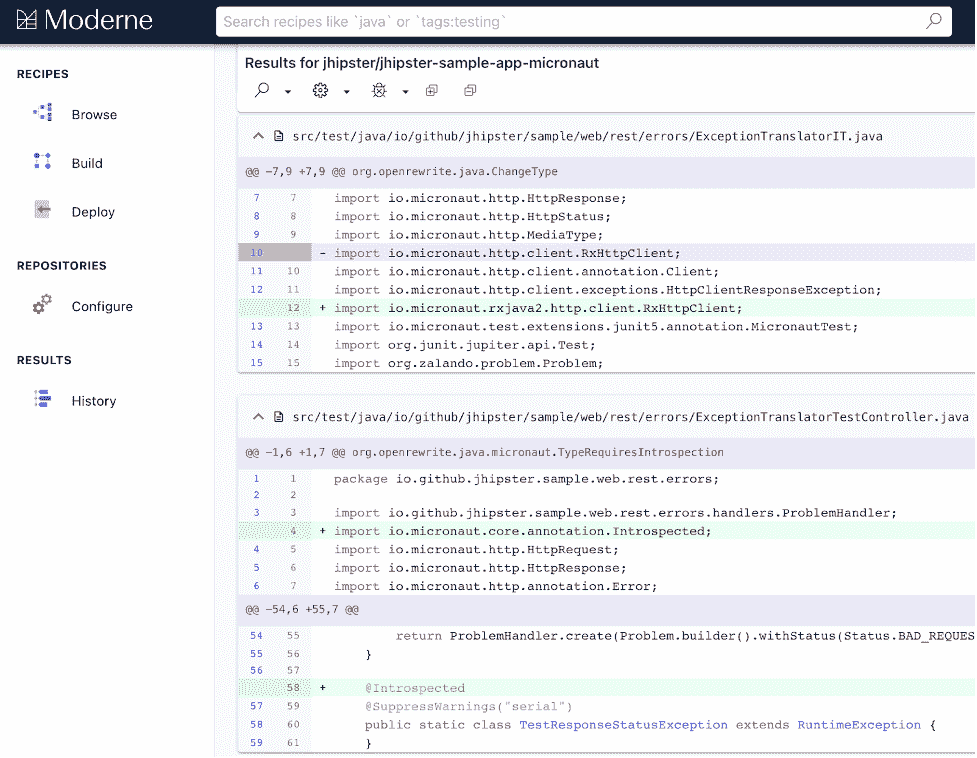 Moderne
Search recipes like `java` or `tags:testing`
RECIPES
Browse
Build
Deploy
REPOSITORIES
Configure
RESULTS
History
Results for jhipster/jhipster-sample-app-micronaut
src/test/java/io/github/jhipster/sample/web/rest/errors/ExceptionTranslatorIT.java
@@ -7,9 +7,9 @@ org.openrewrite.java.ChangeType
7 7 import io.micronaut.http.HttpResponse;
8 8 import io.micronaut.http.HttpStatus;
9 9 import io.micronaut.http.MediaType;
10 - import io.micronaut.http.client.RxHttpClient;
11 10 import io.micronaut.http.client.annotation.Client;
12 11 import io.micronaut.http.client.exceptions.HttpClientResponseException;
12 + import io.micronaut.rxjava2.http.client.RxHttpClient;
13 13 import io.micronaut.test.extensions.junit5.annotation.MicronautTest;
14 14 import org.junit.jupiter.api.Test;
15 15 import org.zalando.problem.Problem;
src/test/java/io/github/jhipster/sample/web/rest/errors/ExceptionTranslatorTestController.java
@@ -1,6 +1,7 @@ org.openrewrite.java.micronaut.TypeRequiresIntrospection
1 1 package io.github.jhipster.sample.web.rest.errors;
2 2
3 3 import io.github.jhipster.sample.web.rest.errors.handlers.ProblemHandler;
4 + import io.micronaut.core.annotation.Introspected;
4 5 import io.micronaut.http.HttpRequest;
5 6 import io.micronaut.http.HttpResponse;
6 7 import io.micronaut.http.annotation.Error;
@@ -54,6 +55,7 @@
54 55 return ProblemHandler.create(Problem.builder().withStatus(Status.BAD_REQUES
55 56 }
56 57
58 + @Introspected
57 59 @SuppressWarnings("serial")
58 60 public static class TestResponseStatusException extends RuntimeException {
59 61 }